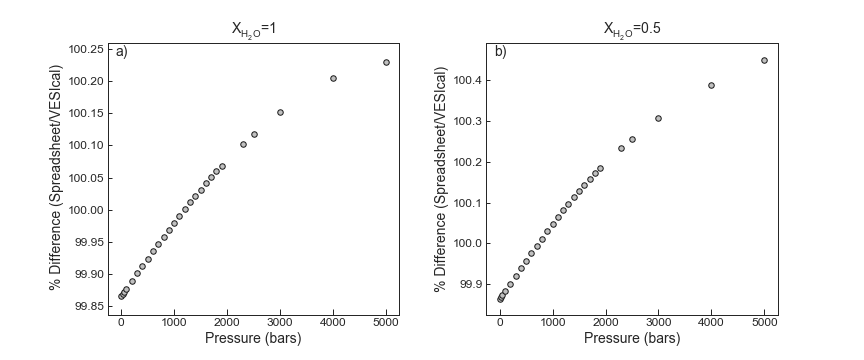 X_H₂O=1
a)
100.25
100.20
100.15
100.10
100.05
100.00
99.95
99.90
99.85
% Difference (Spreadsheet/VESIcal)
0 1000 2000 3000 4000 5000
Pressure (bars)
X_H₂O=0.5
b)
100.4
100.3
100.2
100.1
100.0
99.9
% Difference (Spreadsheet/VESIcal)
0 1000 2000 3000 4000 5000
Pressure (bars)